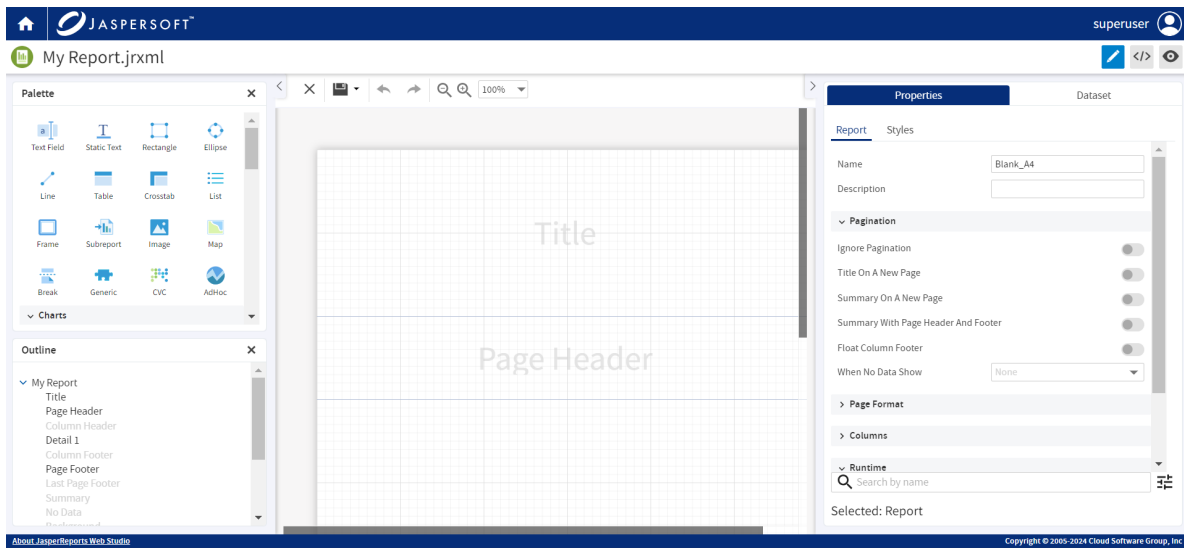 JASPERSOFT™
superuser
My Report.jrxml
</>
Palette
Text Field Static Text Rectangle Ellipse
Line Table Crosstab List
Frame Subreport Image Map
Break Generic CVC AdHoc
Charts
Outline
My Report
Title
Page Header
Column Header
Detail 1
Column Footer
Page Footer
Last Page Footer
Summary
No Data
Background
100%
Title
Page Header
Properties Dataset
Report Styles
Name Blank_A4
Description
Pagination
Ignore Pagination
Title On A New Page
Summary On A New Page
Summary With Page Header And Footer
Float Column Footer
When No Data Show None
Page Format
Columns
Runtime
Search by name
Selected: Report
About JasperReports Web Studio
Copyright © 2005-2024 Cloud Software Group, Inc